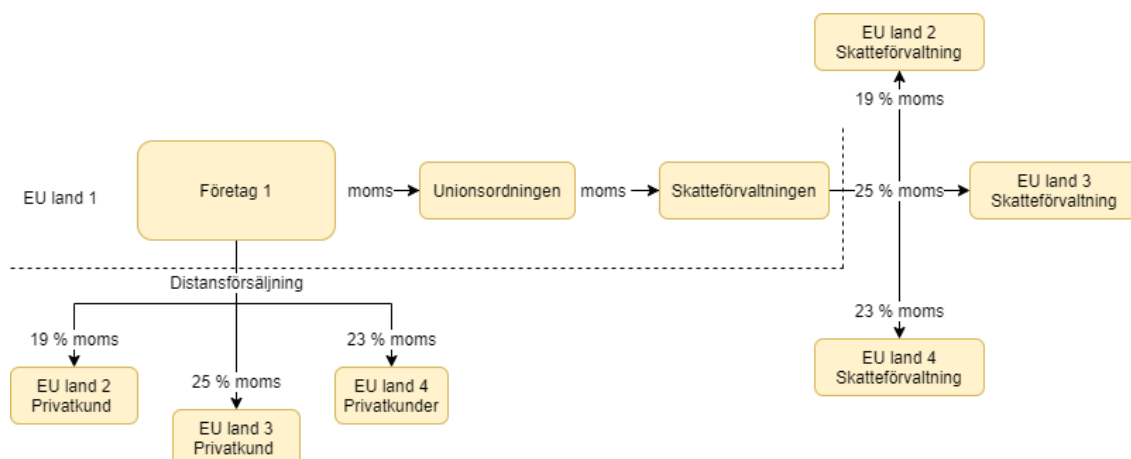 EU land 2
Skatteförvaltning
19 % moms
EU land 1
Företag 1
moms
Unionsordningen
moms
Skatteförvaltningen
25 % moms
EU land 3
Skatteförvaltning
Distansförsäljning
23 % moms
EU land 4
Skatteförvaltning
19 % moms
EU land 2
Privatkund
25 % moms
EU land 3
Privatkund
23 % moms
EU land 4
Privatkunder